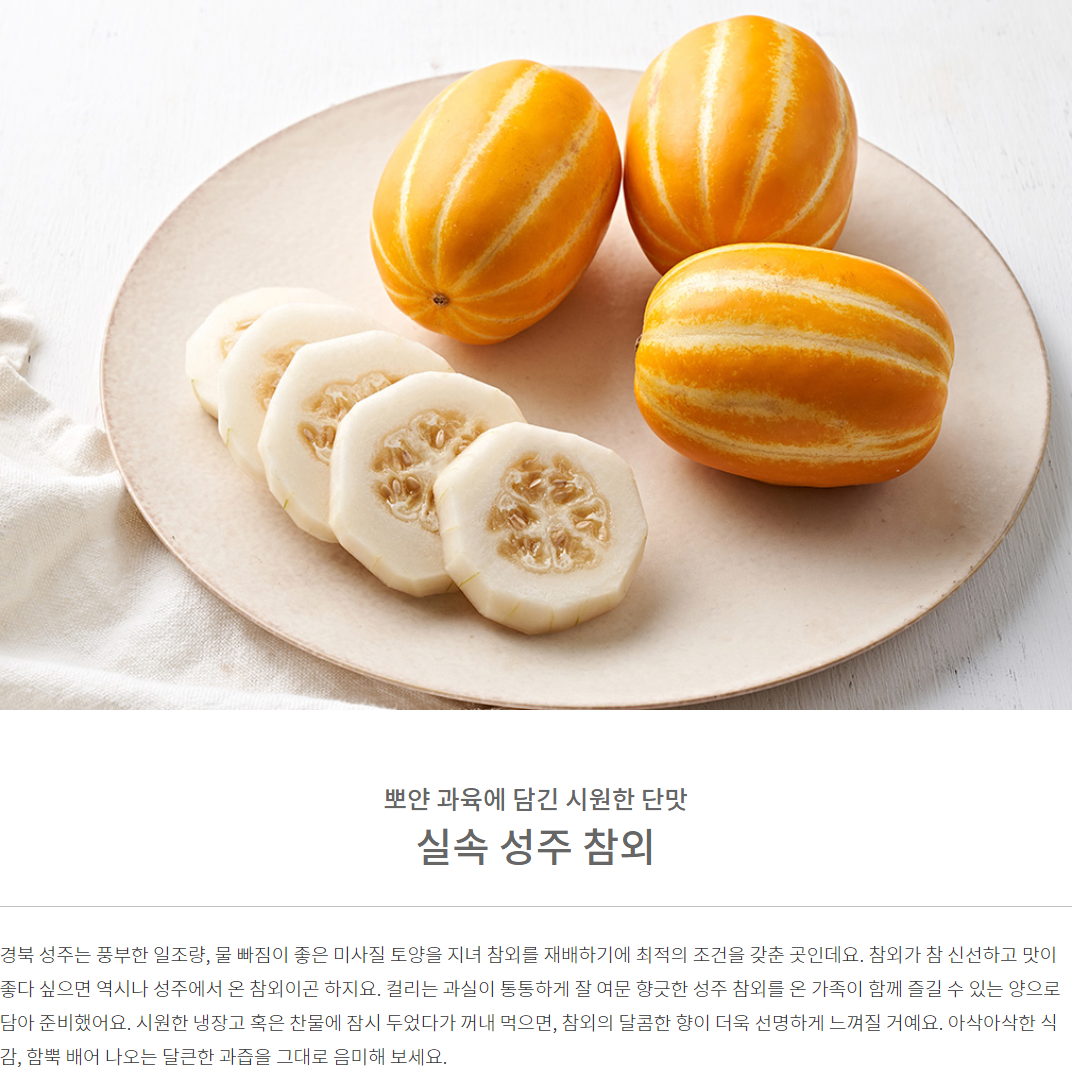 뽀얀 과육에 담긴 시원한 단맛
실속 성주 참외
경북 성주는 풍부한 일조량, 물 빠짐이 좋은 미사질 토양을 지녀 참외를 재배하기에 최적의 조건을 갖춘 곳인데요. 참외가 참 신선하고 맛이
좋다 싶으면 역시나 성주에서 온 참외이곤 하지요. 컬리는 과실이 통통하게 잘 여문 향긋한 성주 참외를 온 가족이 함께 즐길 수 있는 양으로
담아 준비했어요. 시원한 냉장고 혹은 찬물에 잠시 두었다가 꺼내 먹으면, 참외의 달콤한 향이 더욱 선명하게 느껴질 거예요. 아삭아삭한 식
감, 함뿍 배어 나오는 달큰한 과즙을 그대로 음미해 보세요.